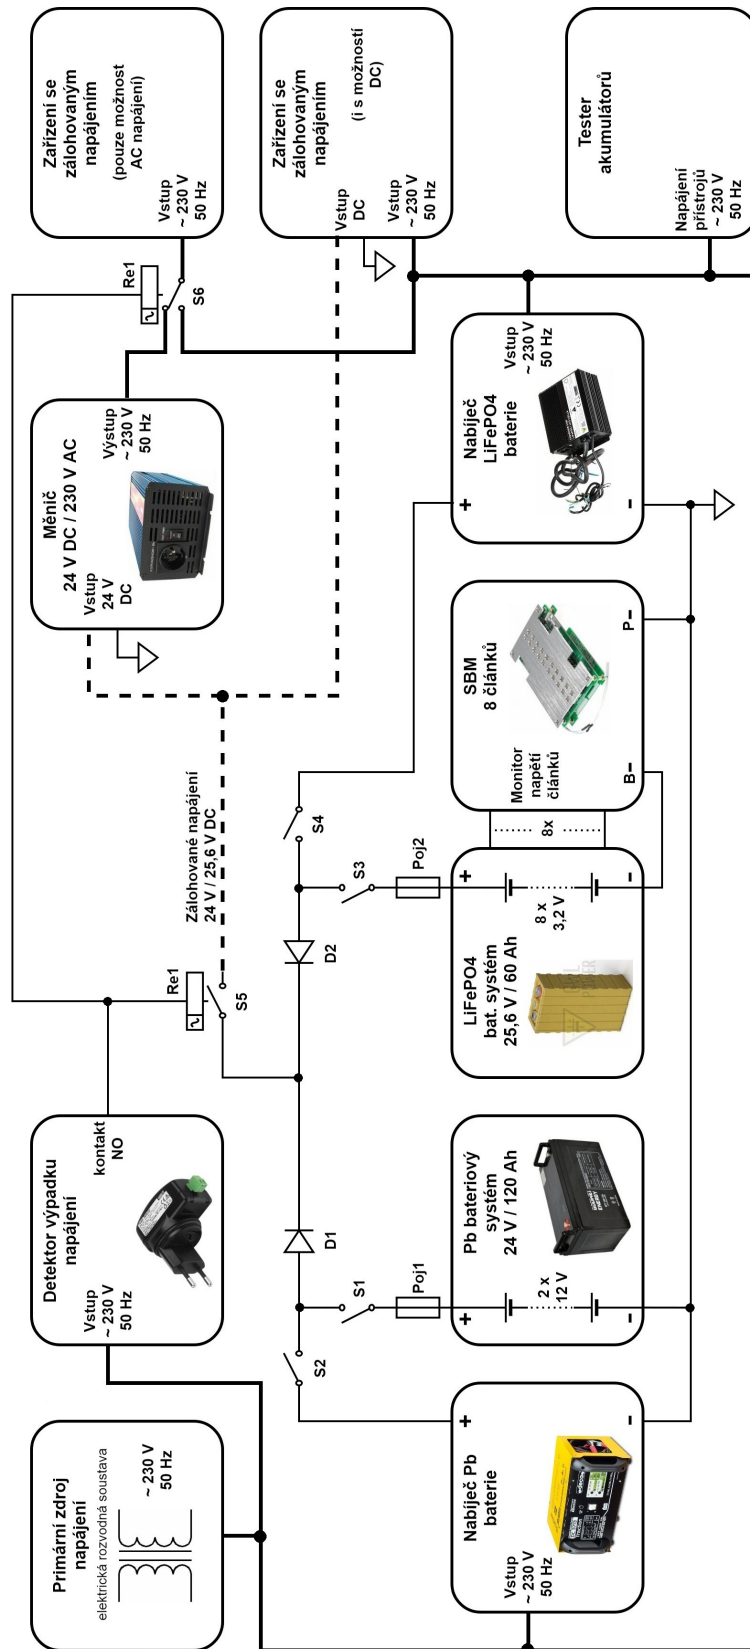 Primární zdroj
napájení
elektrická rozvodná soustava
~ 230 V
50 Hz
Detektor výpadku
napájení
Vstup
~ 230 V
50 Hz
kontakt
NO
Měnič
24 V DC / 230 V AC
Vstup
24 V
DC
Výstup
~ 230 V
50 Hz
Re1
S6
Zařízení se
zálohovaným
napájením
(pouze možnost
AC napájení)
Vstup
~ 230 V
50 Hz
Re1
S5
Zálohované napájení
24 V / 25,6 V DC
Zařízení se
zálohovaným
napájením
(i s možností
DC)
Vstup
DC
Vstup
~ 230 V
50 Hz
S2
S1
D1
D2
S3
S4
Poj1
Poj2
Nabíječ Pb
baterie
Vstup
~ 230 V
50 Hz
+
-
Pb bateriový
systém
24 V / 120 Ah
+
2 x
12 V
-
LiFePO4
bat. systém
25,6 V / 60 Ah
+
8 x
3,2 V
-
8x
SBM
8 článků
Monitor
napětí
článků
B-
P-
Nabíječ
LiFePO4
baterie
Vstup
~ 230 V
50 Hz
+
-
Tester
akumulátorů
Napájení
přístrojů
~ 230 V
50 Hz